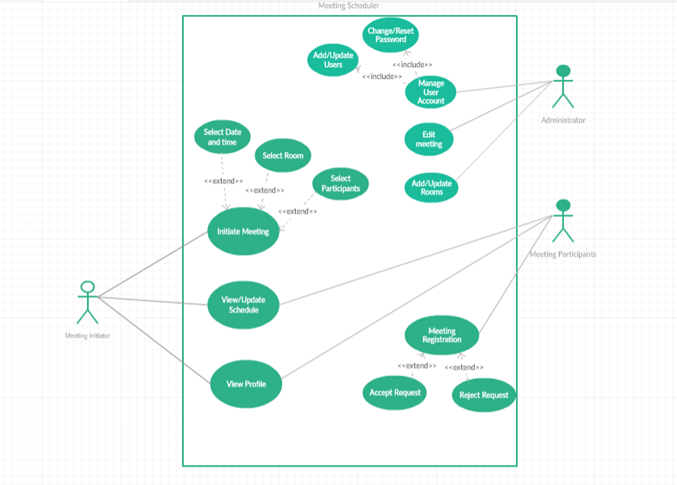 Meeting Scheduler
Change/Reset
Password
Add/Update
Users
<<include>>
<<include>>
Manage
User
Account
Administrator
Select Date
and time
Select Room
Edit
meeting
Select
Participants
Add/Update
Rooms
<<extend>>
<<extend>>
<<extend>>
Initiate Meeting
Meeting Participants
View/Update
Schedule
Meeting Initiator
Meeting
Registration
<<extend>>
<<extend>>
View Profile
Accept Request
Reject Request